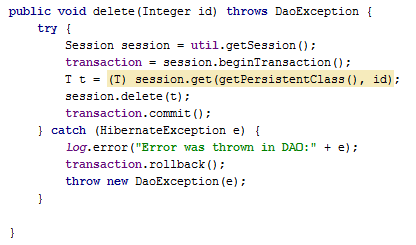 public void delete(Integer id) throws DaoException {
    try {
        Session session = util.getSession();
        transaction = session.beginTransaction();
        T t = (T) session.get(getPersistentClass(), id);
        session.delete(t);
        transaction.commit();
    } catch (HibernateException e) {
        Log.error("Error was thrown in DAO:" + e);
        transaction.rollback();
        throw new DaoException(e);
    }
}